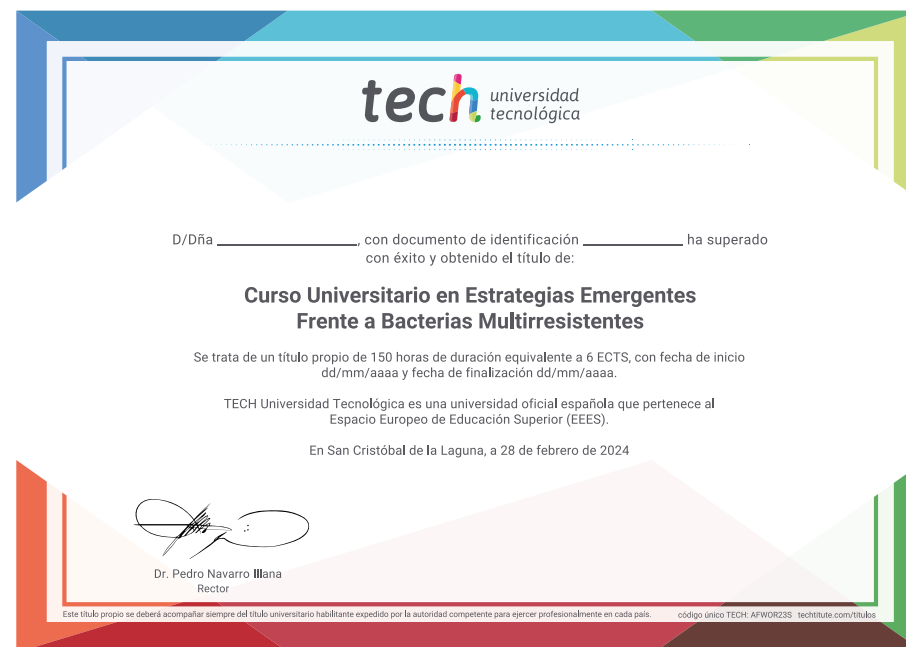 tech universidad
tecnológica
D/Dña ________________, con documento de identificación ____________ ha superado
con éxito y obtenido el título de:
Curso Universitario en Estrategias Emergentes
Frente a Bacterias Multirresistentes
Se trata de un título propio de 150 horas de duración equivalente a 6 ECTS, con fecha de inicio
dd/mm/aaaa y fecha de finalización dd/mm/aaaa.
TECH Universidad Tecnológica es una universidad oficial española que pertenece al
Espacio Europeo de Educación Superior (EEES).
En San Cristóbal de la Laguna, a 28 de febrero de 2024
Dr. Pedro Navarro Illana
Rector
Este título propio se deberá acompañar siempre del título universitario habilitante expedido por la autoridad competente para ejercer profesionalmente en cada país. código único TECH: AFWOR23S techtitute.com/titulos